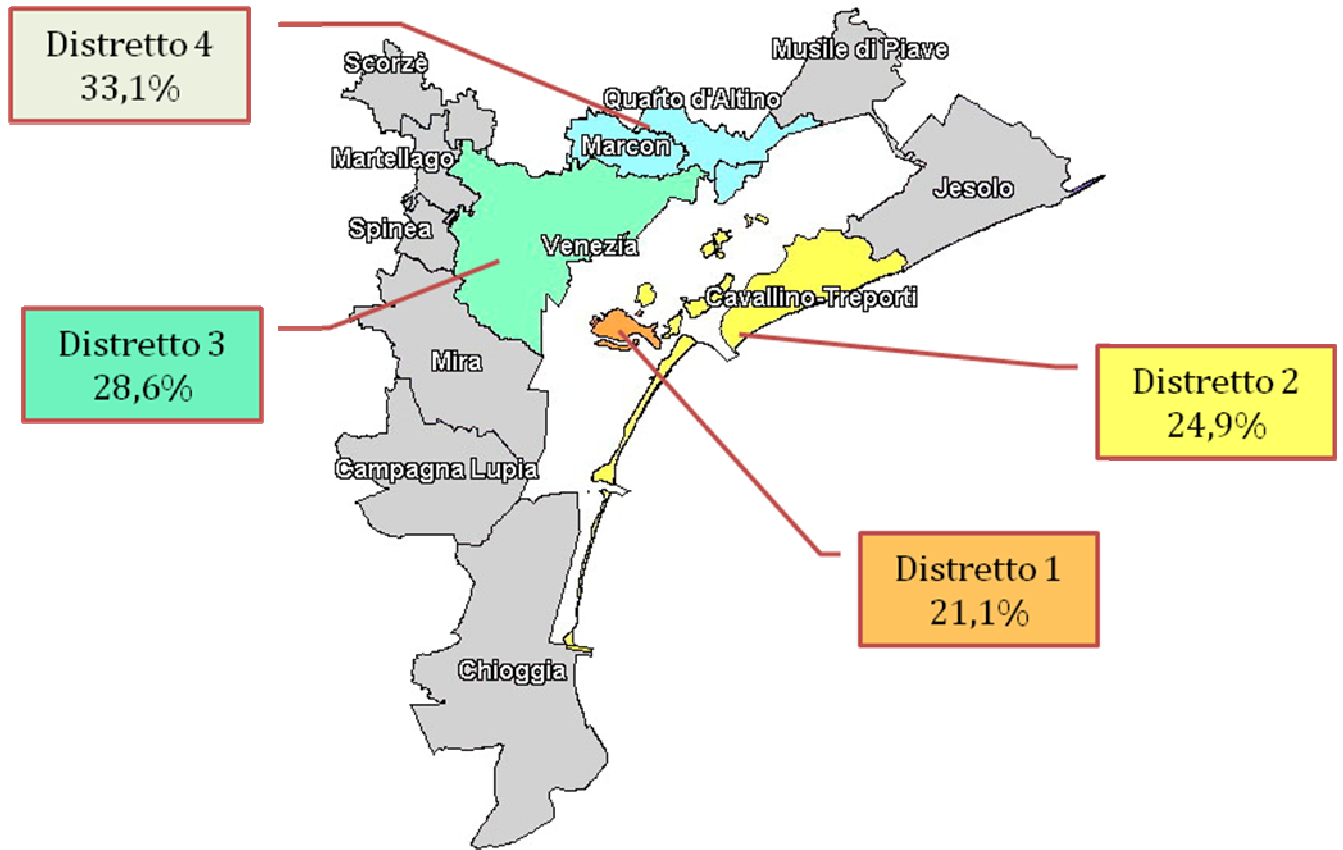 Distretto 4
33,1%
Musile di Piave
Scorzè
Quarto d'Altino
Marcon
Martellago
Jesolo
Spinea
Venezia
Cavallino-Treporti
Distretto 3
28,6%
Mira
Distretto 2
24,9%
Campagna Lupia
Distretto 1
21,1%
Chioggia